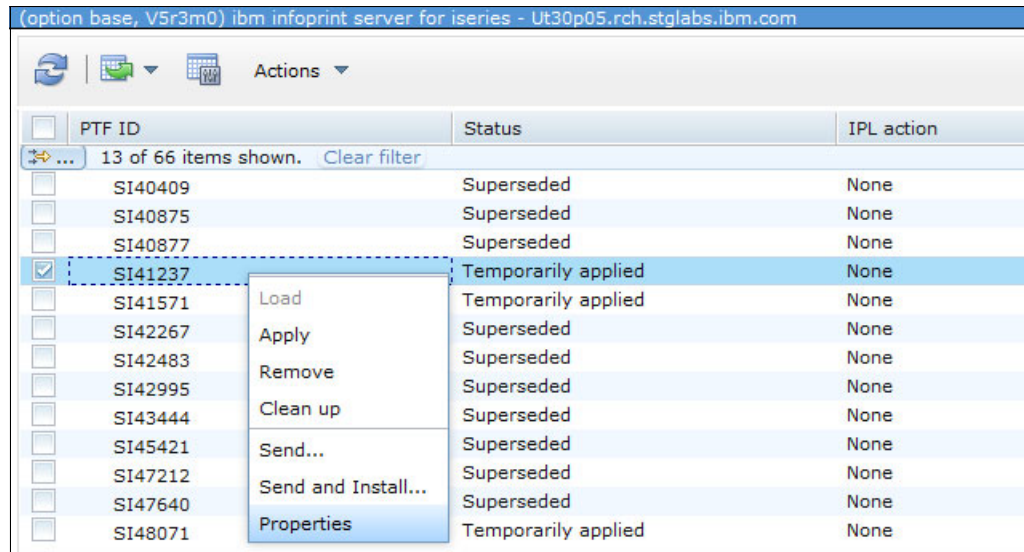 (option base, V5r3m0) ibm infoprint server for iseries - Ut30p05.rch.stglabs.ibm.com
Actions
PTF ID Status IPL action
... 13 of 66 items shown. Clear filter
SI40409 Superseded None
SI40875 Superseded None
SI40877 Superseded None
SI41237 Temporarily applied None
SI41571 Temporarily applied None
SI42267 Superseded None
SI42483 Superseded None
SI42995 Superseded None
SI43444 Superseded None
SI45421 Superseded None
SI47212 Superseded None
SI47640 Superseded None
SI48071 Temporarily applied None
Load
Apply
Remove
Clean up
Send...
Send and Install...
Properties